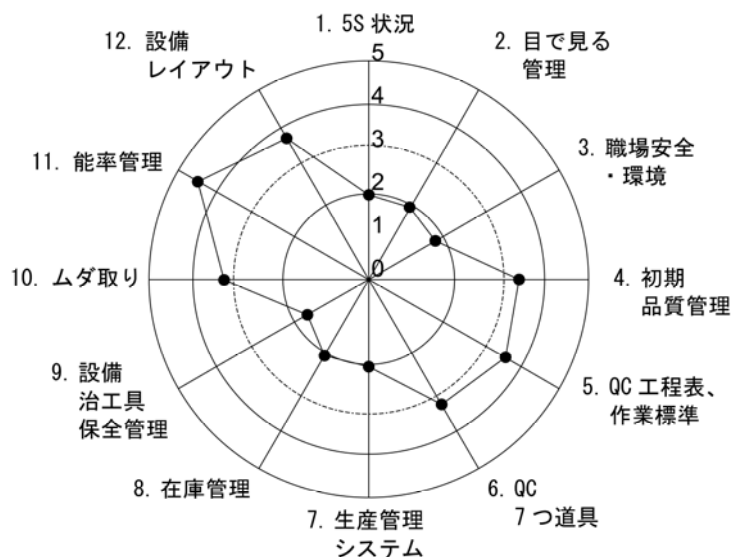 1. 5S 状況
2. 目で見る
管理
3. 職場安全
・環境
4. 初期
品質管理
5. QC 工程表、
作業標準
6. QC
7 つ道具
7. 生産管理
システム
8. 在庫管理
9. 設備
治工具
保全管理
10. ムダ取り
11. 能率管理
12. 設備
レイアウト
5
4
3
2
1
0